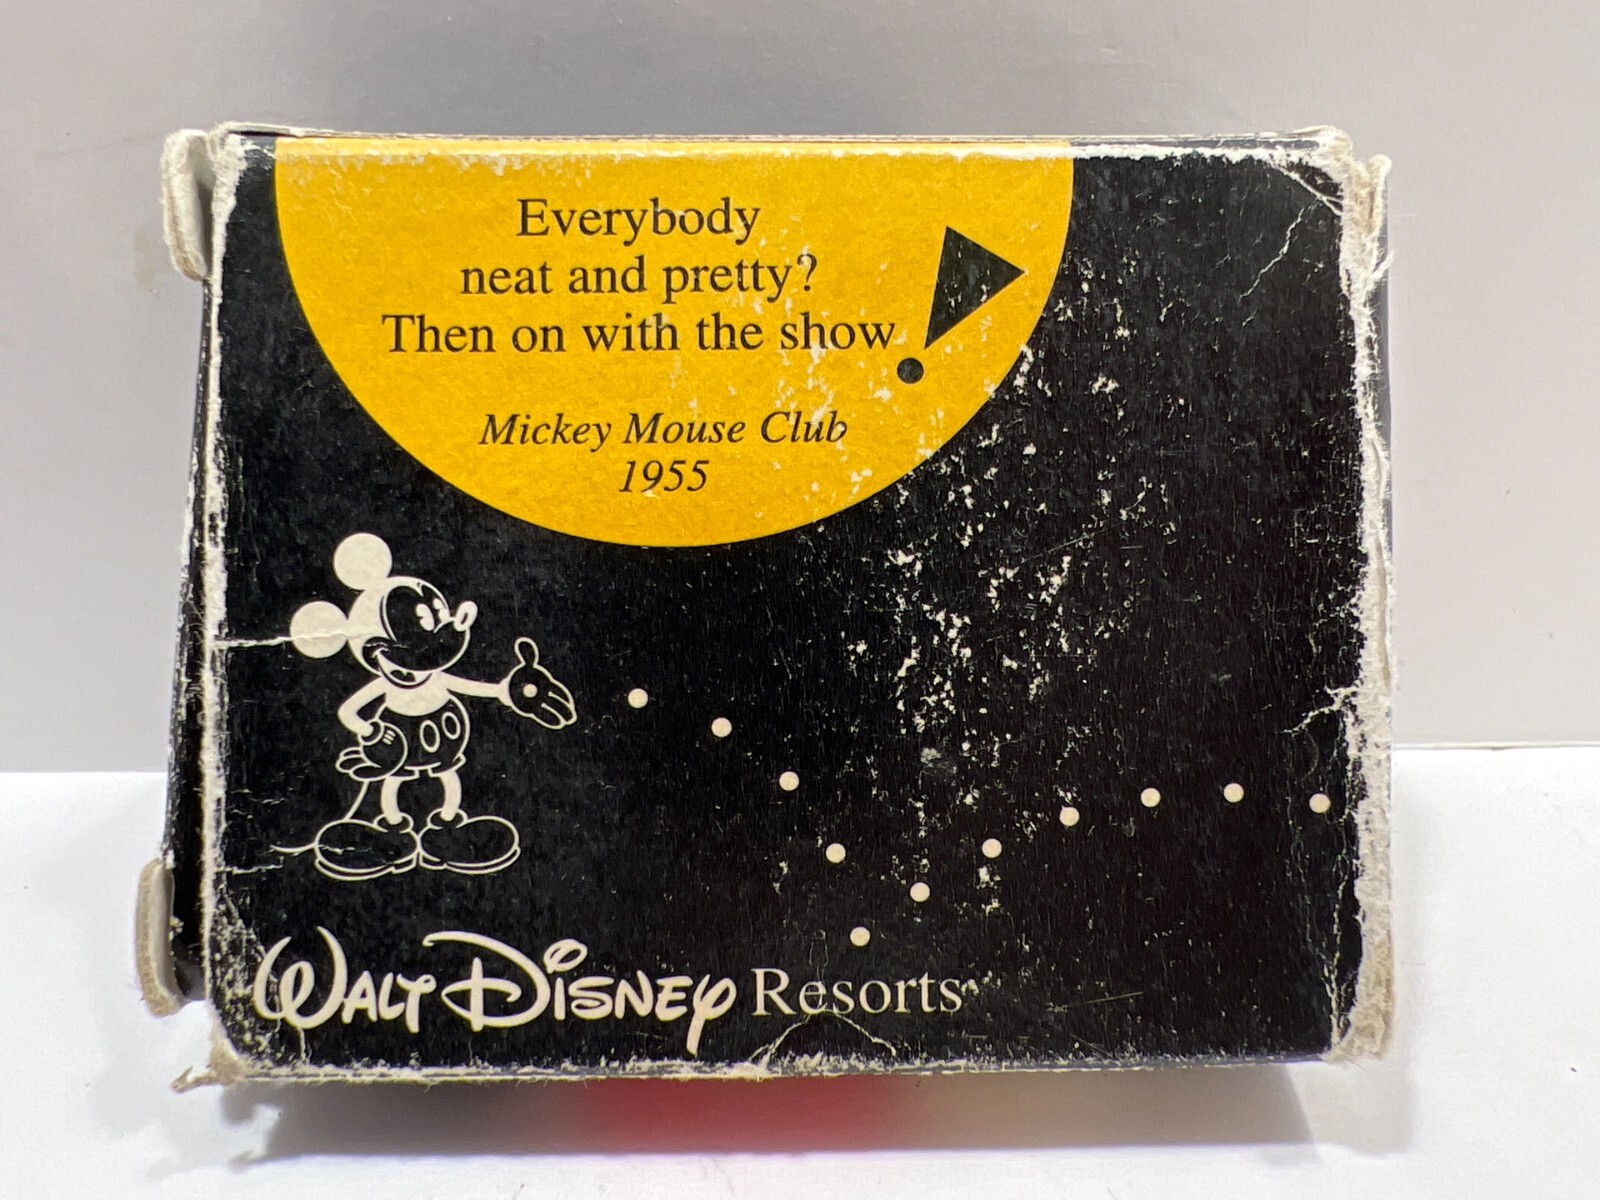 Everybody
neat and pretty?
Then on with the show!
Mickey Mouse Club
1955
Walt Disney Resorts